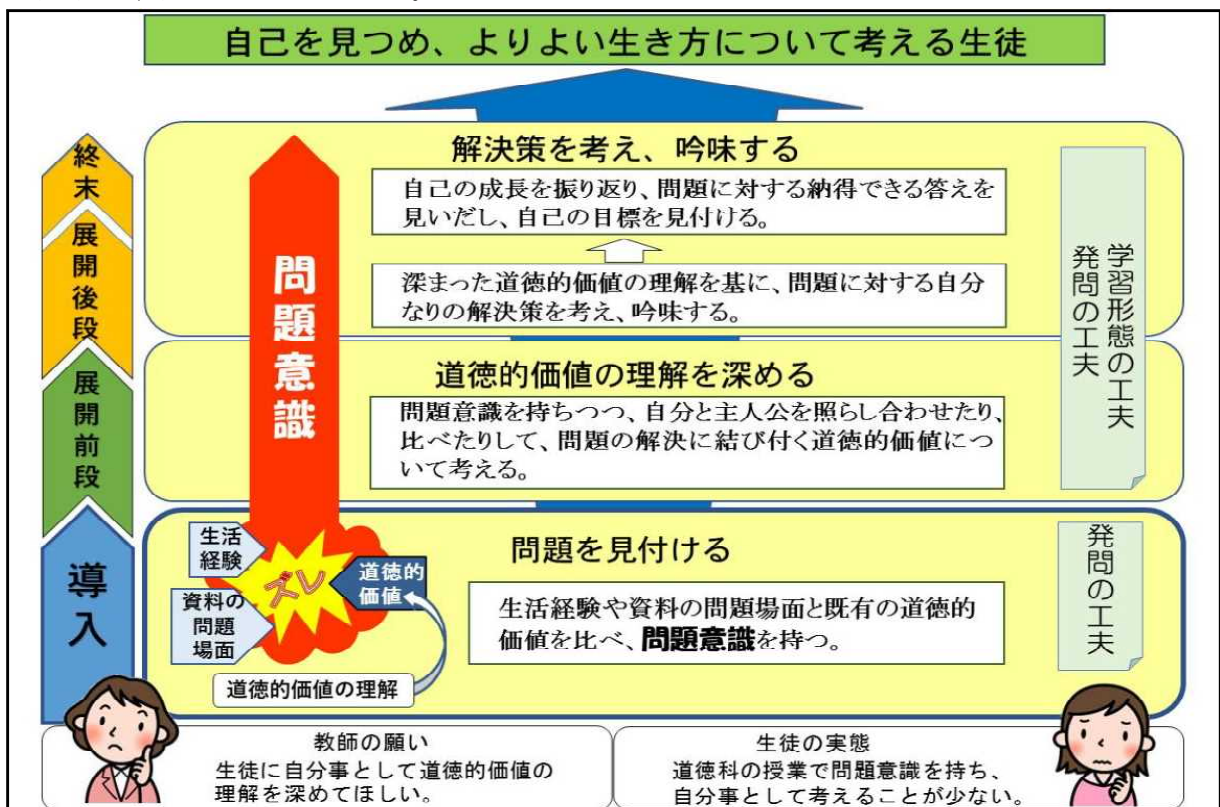 自己を見つめ、よりよい生き方について考える生徒
終末
展開後段
展開前段
導入
問題意識
解決策を考え、吟味する
自己の成長を振り返り、問題に対する納得できる答えを
見いだし、自己の目標を見付ける。
深まった道徳的価値の理解を基に、問題に対する自分
なりの解決策を考え、吟味する。
道徳的価値の理解を深める
問題意識を持ちつつ、自分と主人公を照らし合わせたり、
比べたりして、問題の解決に結び付く道徳的価値につ
いて考える。
学習形態の工夫
発問の工夫
生活
経験
資料の
問題
場面
ズレ
道徳的
価値
道徳的価値の理解
問題を見付ける
生活経験や資料の問題場面と既有の道徳的
価値を比べ、問題意識を持つ。
発問の工夫
教師の願い
生徒に自分事として道徳的価値の
理解を深めてほしい。
生徒の実態
道徳科の授業で問題意識を持ち、
自分事として考えることが少ない。